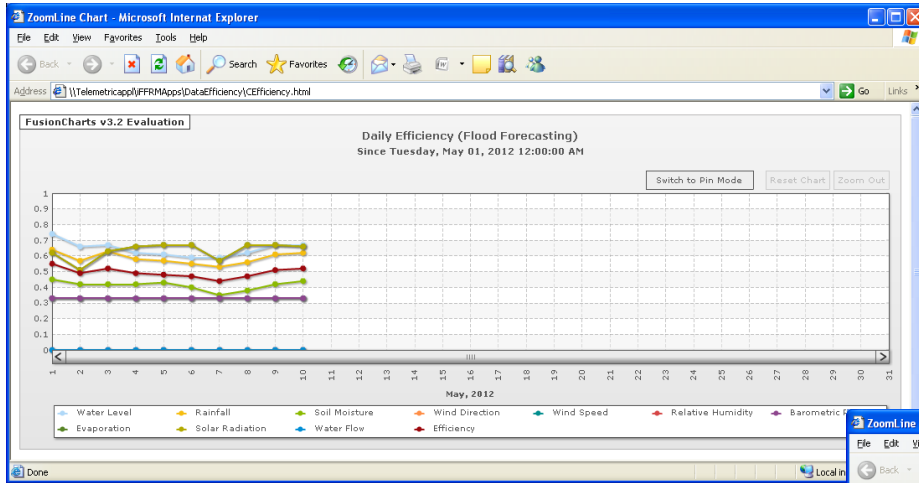 ZoomLine Chart - Microsoft Internat Explorer
File Edit View Favorites Tools Help
Back Search Favorites
Address \\Telemetricappl\iFFRMApps\DataEfficiency\CEfficiency.html Go Links
FusionCharts v3.2 Evaluation
Daily Efficiency (Flood Forecasting)
Since Tuesday, May 01, 2012 12:00:00 AM
Switch to Pin Mode Reset Chart Zoom Out
1
0.9
0.8
0.7
0.6
0.5
0.4
0.3
0.2
0.1
0
1 2 3 4 5 6 7 8 9 10 11 12 13 14 15 16 17 18 19 20 21 22 23 24 25 26 27 28 29 30 31
May, 2012
Water Level Rainfall Soil Moisture Wind Direction Wind Speed Relative Humidity Barometric
Evaporation Solar Radiation Water Flow Efficiency
ZoomLine
File Edit
Back
Done Local in